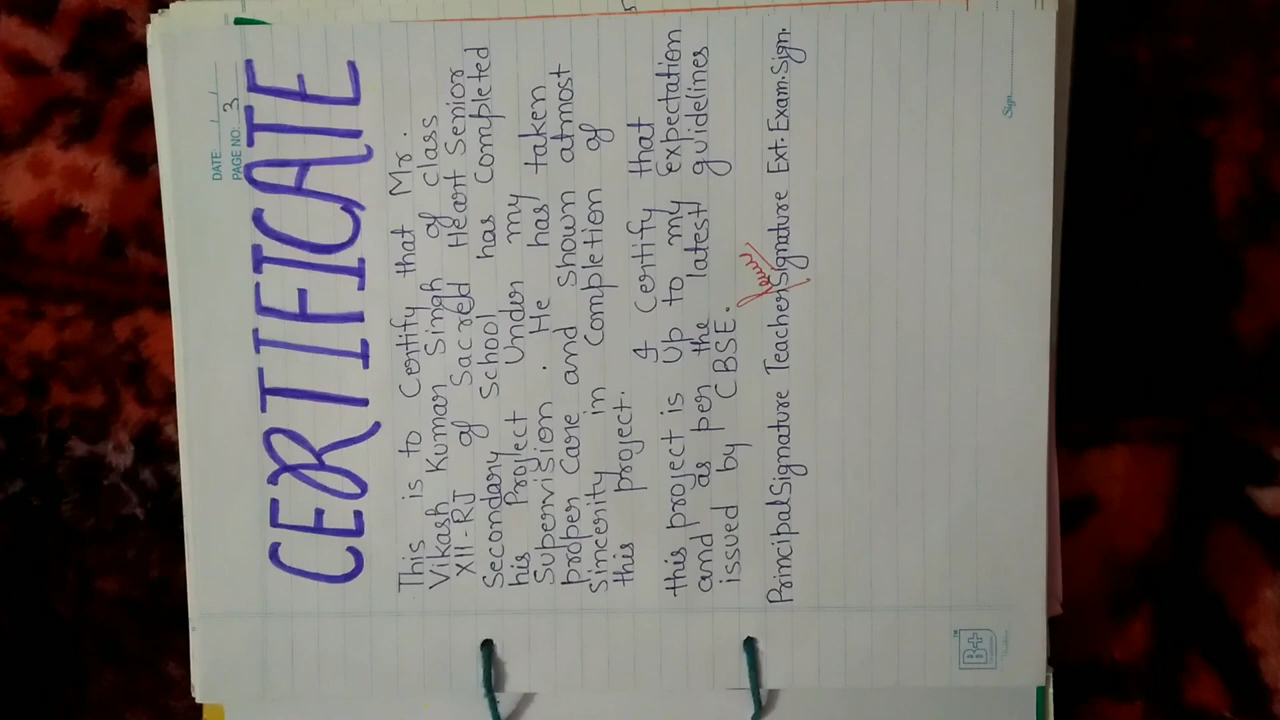 DATE: / /
PAGE NO: 3
CERTIFICATE
This is to Certify that Mr.
Vikash Kumar Singh of class
XII-RJ of Sacred Heart Senior
Secondary School has Completed
his Project Under my
Supervision. He has taken
proper Care and shown atmost
Sincerity in Completion of
this project.
I Certify that
this project is Up to my expectation
and as per the latest guidelines
issued by CBSE.
Principal Signature Teacher Signature Ext. Exam. Sign.
B+
Sign